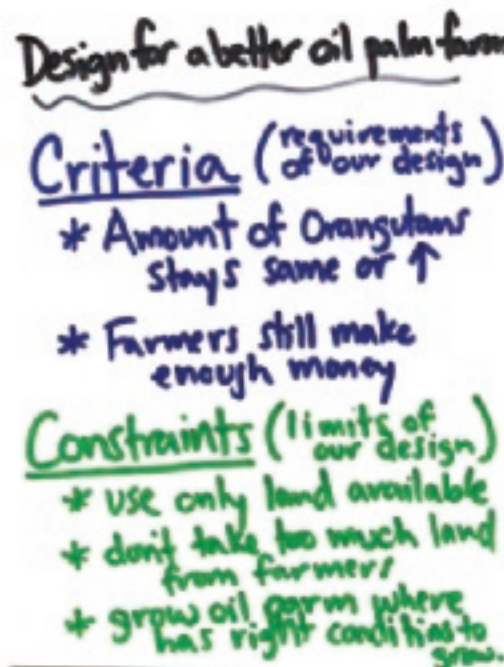 Design for a better oil palm farm
Criteria (requirements
of our design)
* Amount of Orangutans
stays same or ↑
* Farmers still make
enough money
Constraints (limits of
our design)
* use only land available
* don't take too much land
from farmers
* grow oil parm where
has right conditions to
grow.